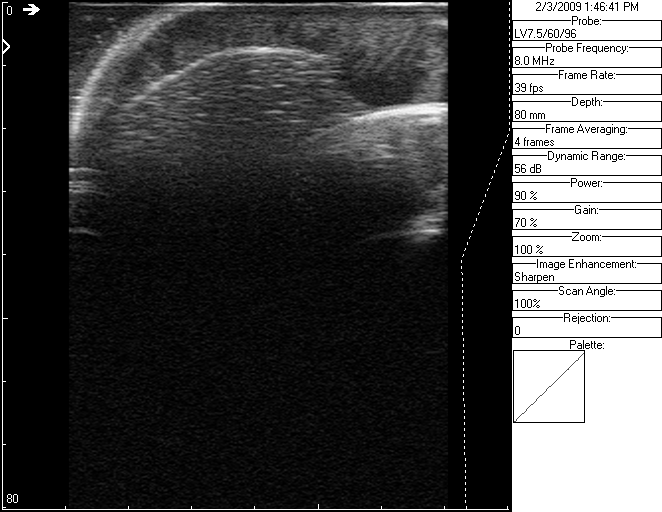 0
80
2/3/2009 1:46:41 PM
Probe:
LV7.5/60/96
Probe Frequency:
8.0 MHz
Frame Rate:
39 fps
Depth:
80 mm
Frame Averaging:
4 frames
Dynamic Range:
56 dB
Power:
90 %
Gain:
70 %
Zoom:
100 %
Image Enhancement:
Sharpen
Scan Angle:
100%
Rejection:
0
Palette: